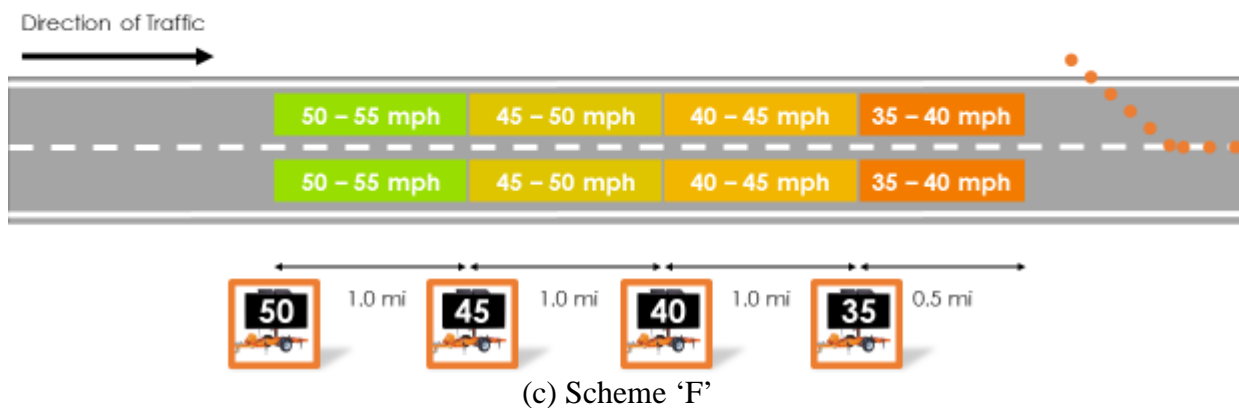 Direction of Traffic
50 – 55 mph 45 – 50 mph 40 – 45 mph 35 – 40 mph
50 – 55 mph 45 – 50 mph 40 – 45 mph 35 – 40 mph
50 1.0 mi 45 1.0 mi 40 1.0 mi 35 0.5 mi
(c) Scheme ‘F’